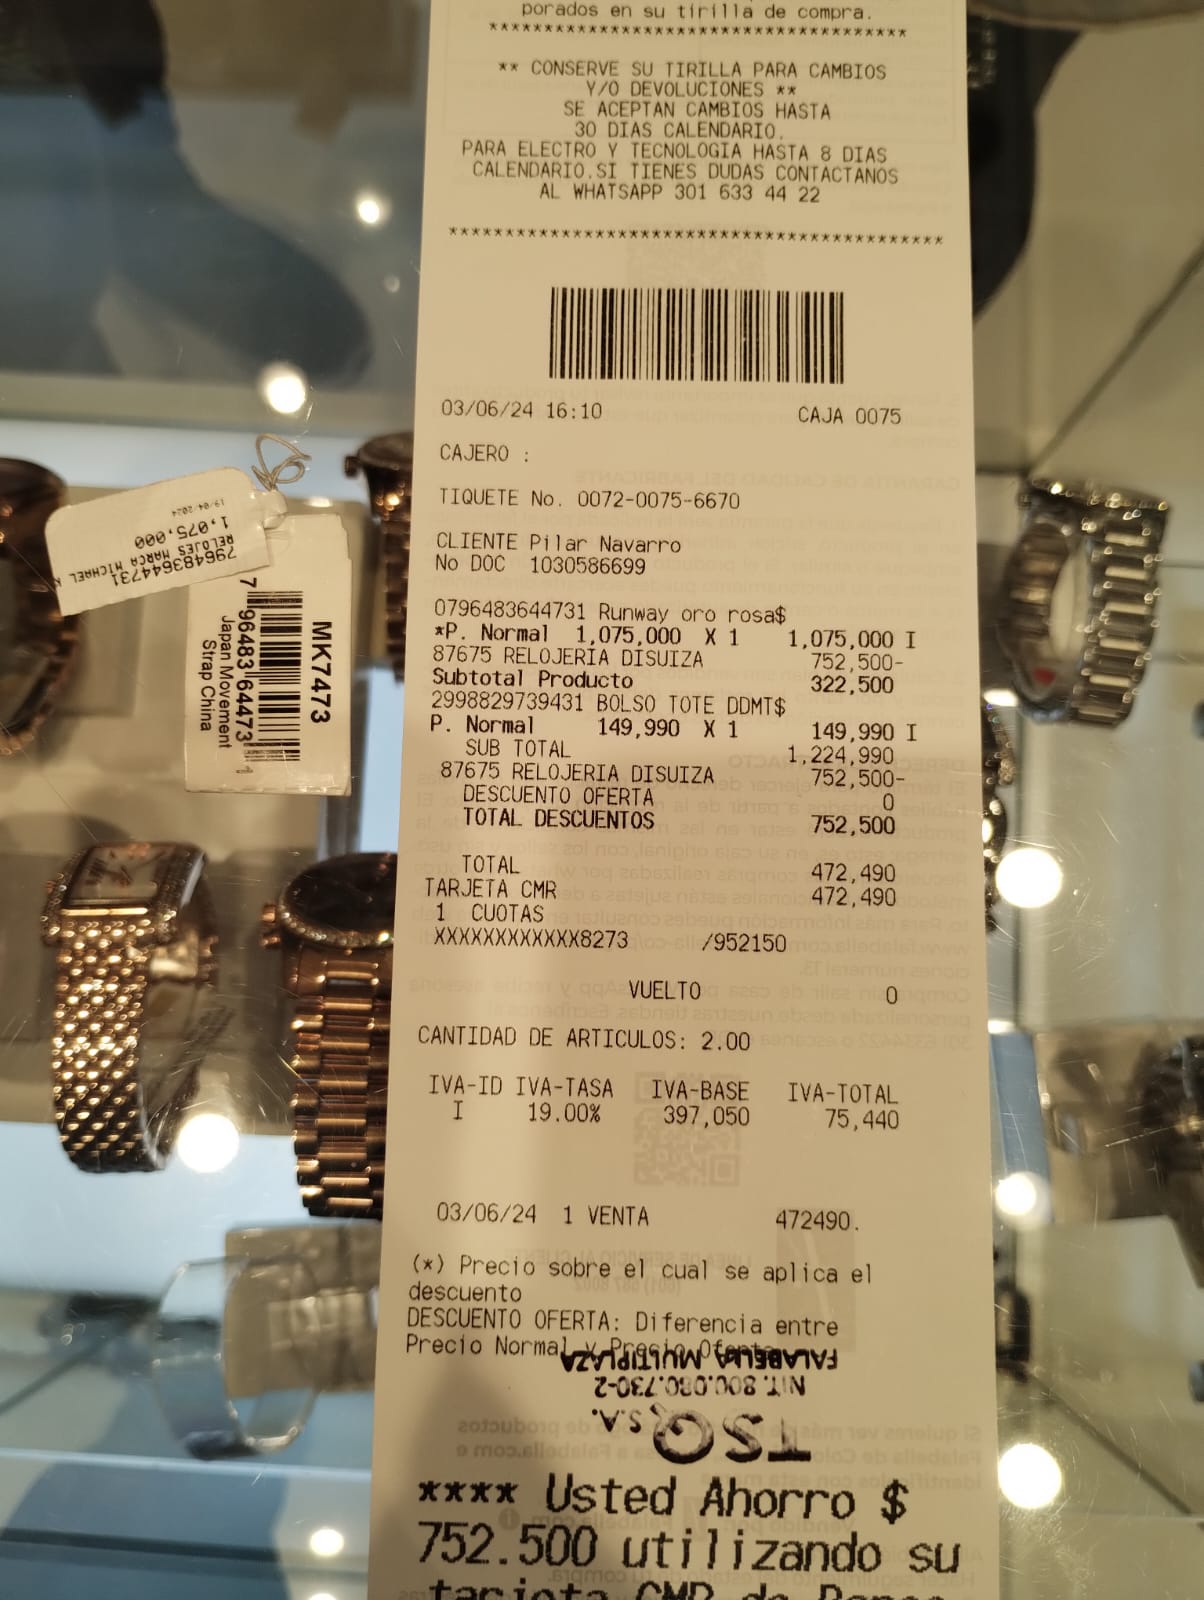 porados en su tirilla de compra.
*************************************
** CONSERVE SU TIRILLA PARA CAMBIOS
Y/O DEVOLUCIONES **
SE ACEPTAN CAMBIOS HASTA
30 DIAS CALENDARIO.
PARA ELECTRO Y TECNOLOGIA HASTA 8 DIAS
CALENDARIO.SI TIENES DUDAS CONTACTANOS
AL WHATSAPP 301 633 44 22
********************************************
03/06/24 16:10 CAJA 0075
CAJERO :
TIQUETE No. 0072-0075-6670
CLIENTE Pilar Navarro
No DOC 1030586699
0796483644731 Runway oro rosa$
*P. Normal 1,075,000 X 1 1,075,000 I
87675 RELOJERIA DISUIZA 752,500-
Subtotal Producto 322,500
2998829739431 BOLSO TOTE DDMT$
P. Normal 149,990 X 1 149,990 I
SUB TOTAL 1,224,990
87675 RELOJERIA DISUIZA 752,500-
DESCUENTO OFERTA 0
TOTAL DESCUENTOS 752,500
TOTAL 472,490
TARJETA CMR 472,490
1 CUOTAS
XXXXXXXXXXXX8273 /952150
VUELTO 0
CANTIDAD DE ARTICULOS: 2.00
IVA-ID IVA-TASA IVA-BASE IVA-TOTAL
I 19.00% 397,050 75,440
03/06/24 1 VENTA 472490.
(*) Precio sobre el cual se aplica el
descuento
DESCUENTO OFERTA: Diferencia entre
Precio Normal y Precio Oferta
FALABELLA MULTIPLAZA
NIT. 800.080.730-2
S.A.
**** Usted Ahorro $
752.500 utilizando su
tarjeta CMR de
796483644731
RELOJES MARCA MICHAEL K
1,075,000
19/04/2024
MK7473
7 96483 64473 1
Japan Movement
Strap China